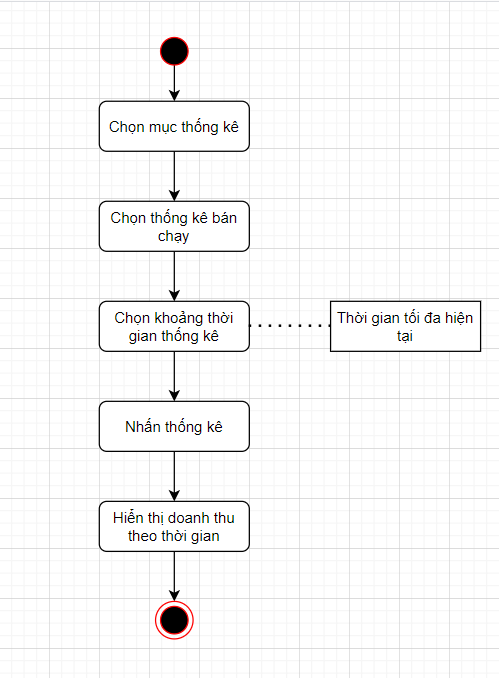 Chọn mục thống kê
Chọn thống kê bán
chạy
Chọn khoảng thời
gian thống kê
Thời gian tối đa hiện
tại
Nhấn thống kê
Hiển thị doanh thu
theo thời gian